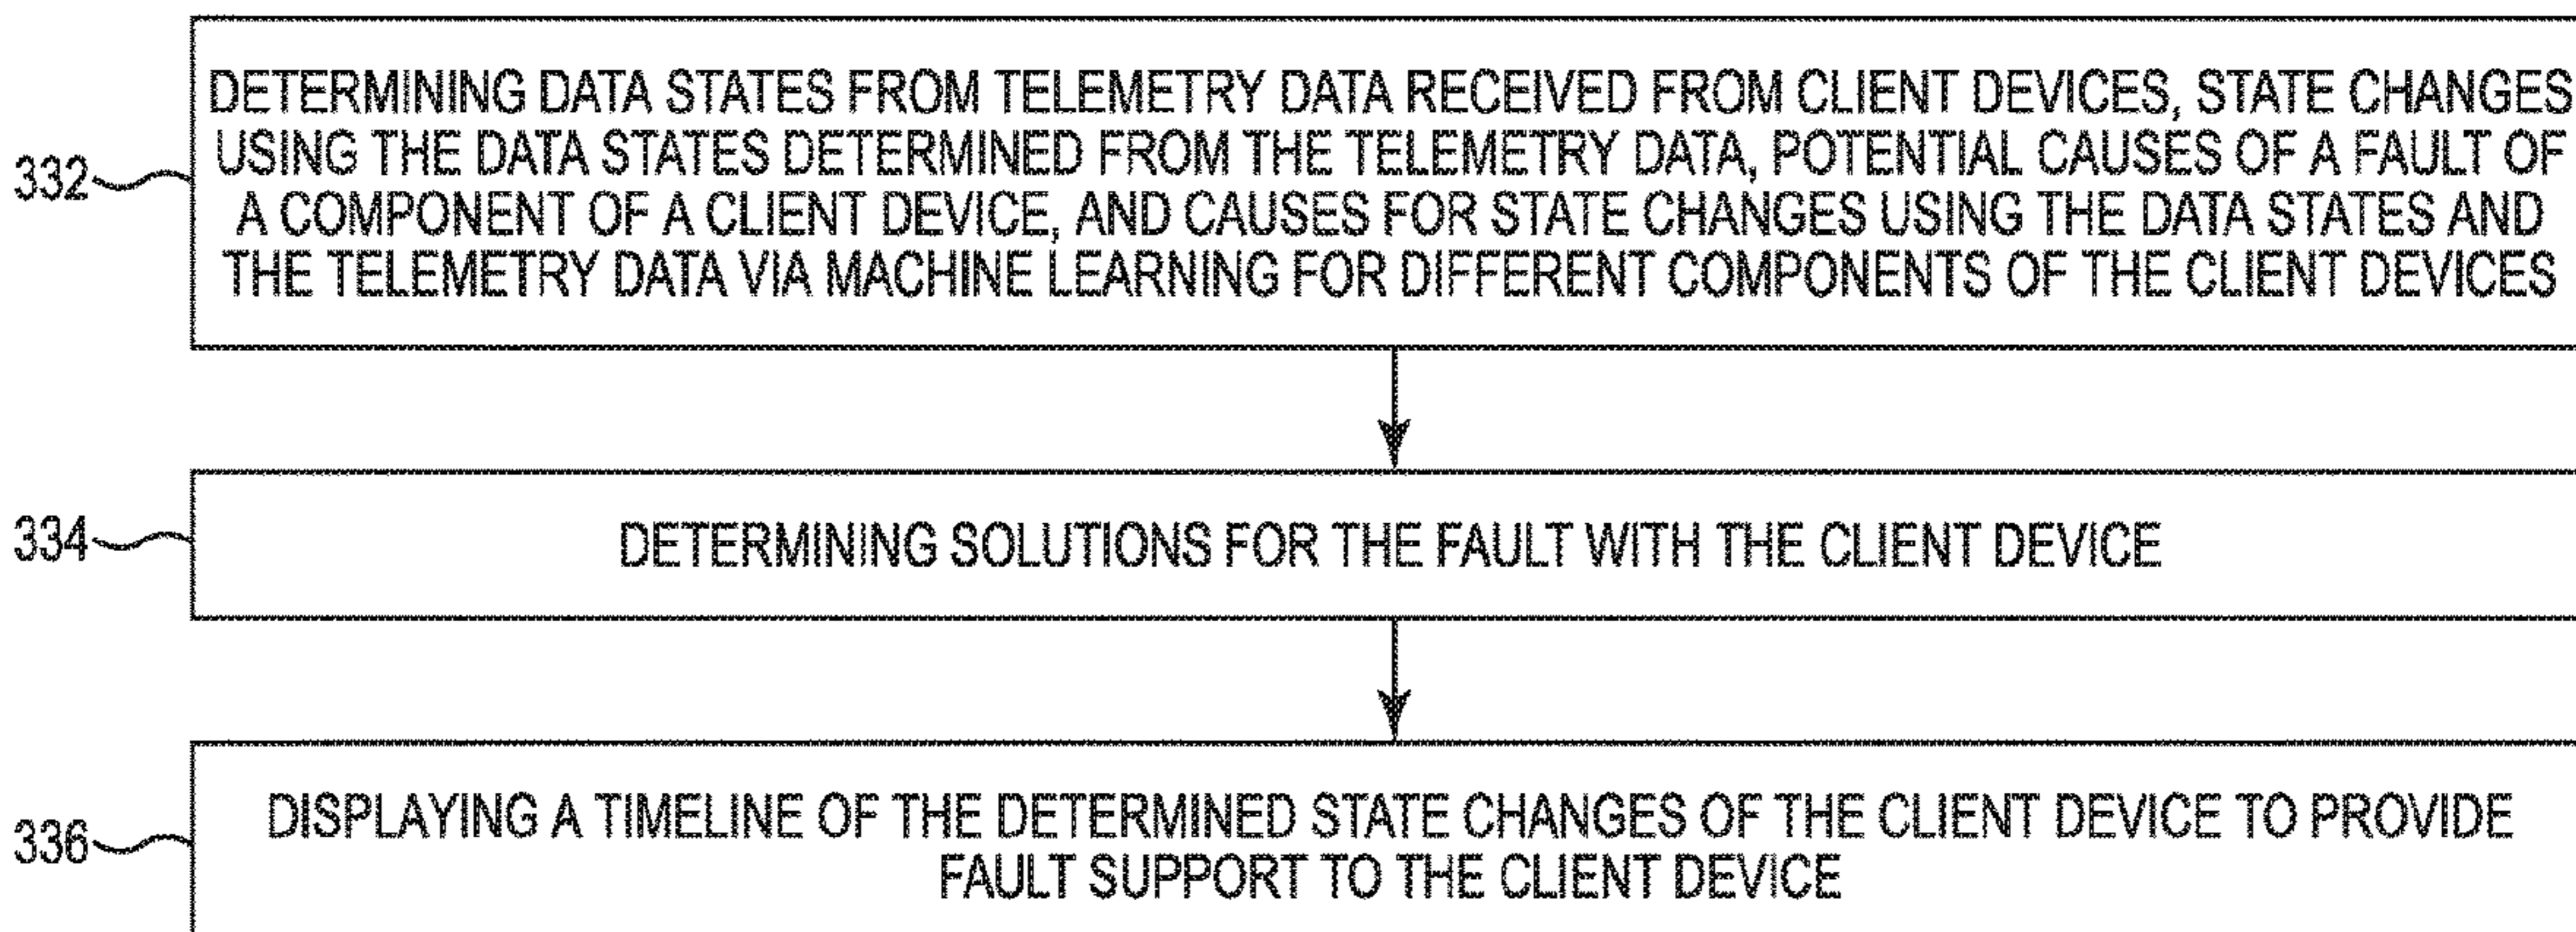 DETERMINING DATA STATES FROM TELEMETRY DATA RECEIVED FROM CLIENT DEVICES, STATE CHANGES
USING THE DATA STATES DETERMINED FROM THE TELEMETRY DATA, POTENTIAL CAUSES OF A FAULT OF
332
A COMPONENT OF A CLIENT DEVICE, AND CAUSES FOR STATE CHANGES USING THE DATA STATES AND
THE TELEMETRY DATA VIA MACHINE LEARNING FOR DIFFERENT COMPONENTS OF THE CLIENT DEVICES
334
DETERMINING SOLUTIONS FOR THE FAULT WITH THE CLIENT DEVICE
336
DISPLAYING A TIMELINE OF THE DETERMINED STATE CHANGES OF THE CLIENT DEVICE TO PROVIDE
FAULT SUPPORT TO THE CLIENT DEVICE